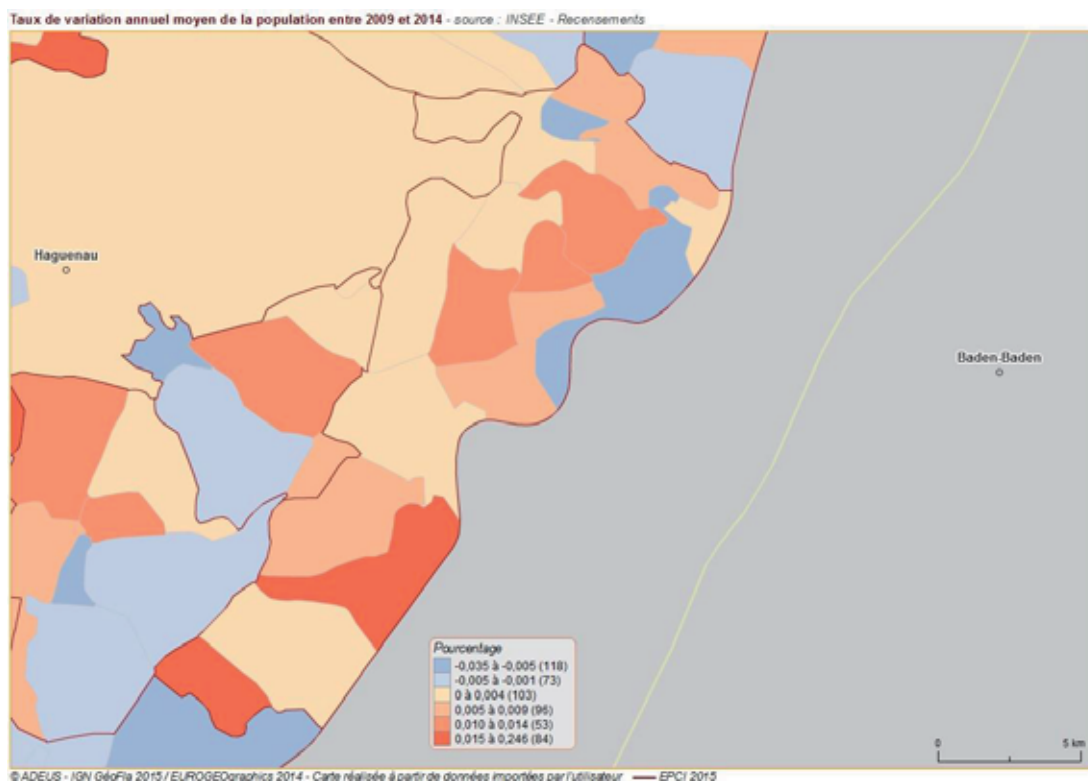 Taux de variation annuel moyen de la population entre 2009 et 2014 - source : INSEE - Recensements
Haguenau
Baden-Baden
Pourcentage
-0,035 à -0,005 (118)
-0,005 à -0,001 (73)
0 à 0,004 (103)
0,005 à 0,009 (96)
0,010 à 0,014 (53)
0,015 à 0,246 (84)
0 5 km
© ADEUS - IGN GéoFla 2015 / EUROGEOgraphics 2014 - Carte réalisée à partir de données importées par l'utilisateur EPCI 2015